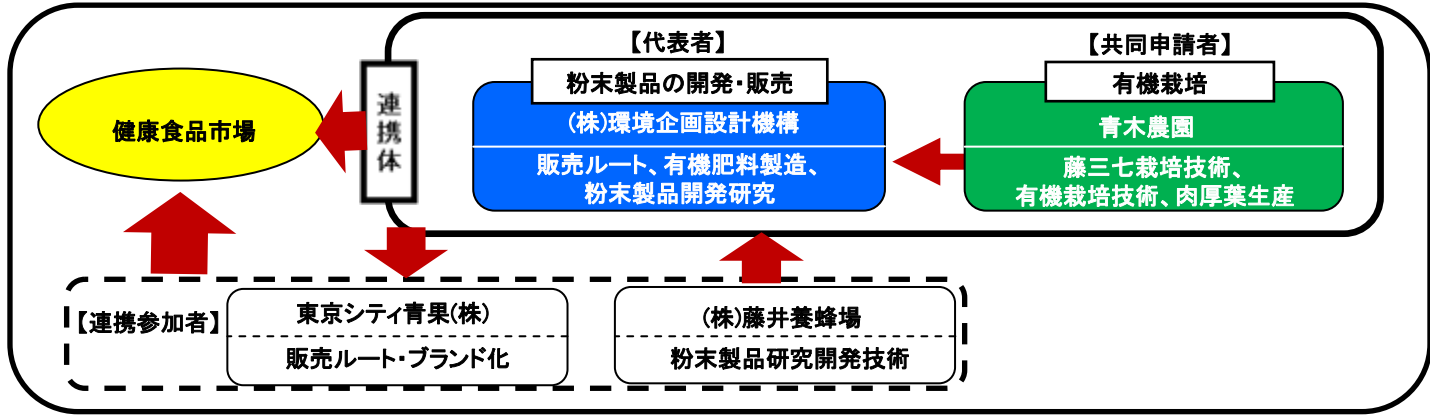 【代表者】
【共同申請者】
粉末製品の開発・販売
有機栽培
連携体
健康食品市場
(株)環境企画設計機構
販売ルート、有機肥料製造、
粉末製品開発研究
青木農園
藤三七栽培技術、
有機栽培技術、肉厚葉生産
【連携参加者】
東京シティ青果(株)
販売ルート・ブランド化
(株)藤井養蜂場
粉末製品研究開発技術